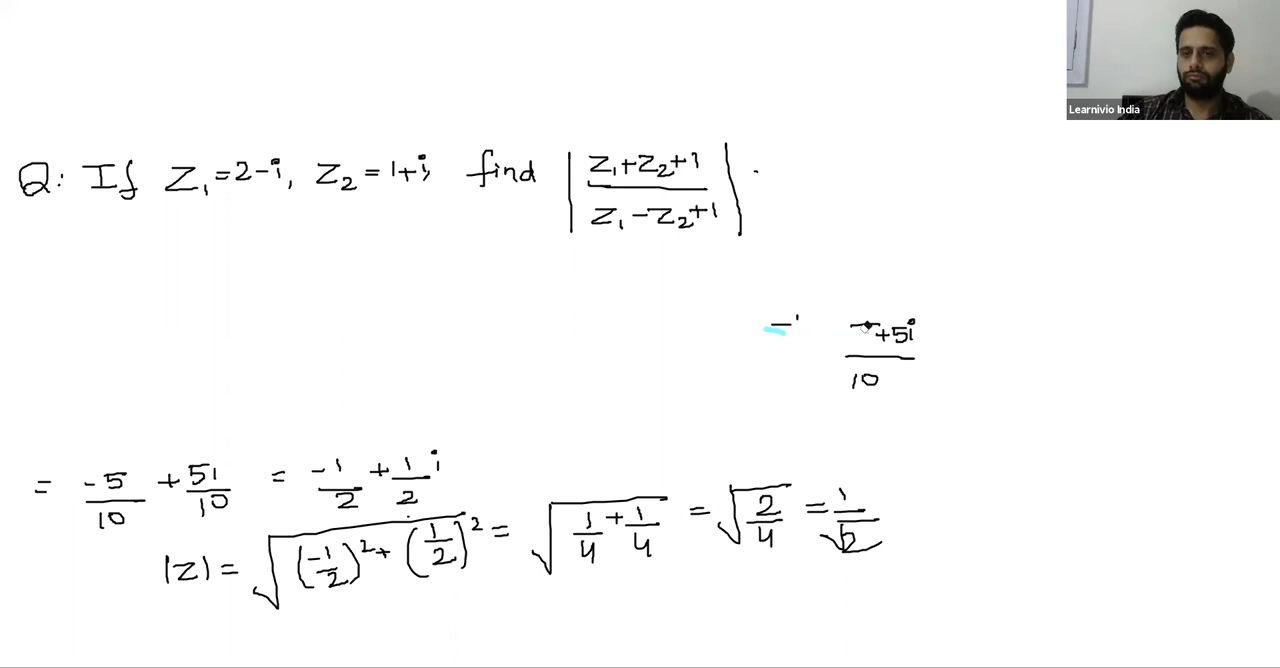 Learnivio India
Q: If Z₁=2-i, Z₂=1+i, find |(Z₁+Z₂+1)/(Z₁-Z₂+1)|.
+5i/10
= -5/10 + 5i/10 = -1/2 + 1/2 i
|Z| = √((-1/2)² + (1/2)²) = √(1/4 + 1/4) = √(2/4) = 1/√2